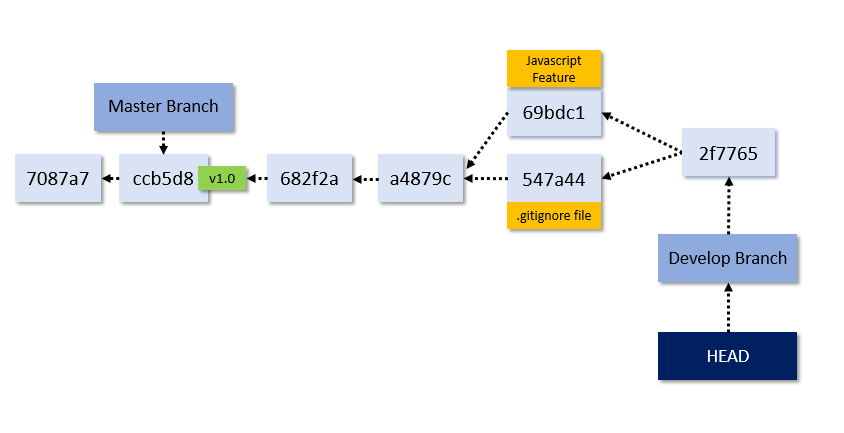 Javascript
Feature
Master Branch
69bdc1
2f7765
7087a7
ccb5d8
v1.0
682f2a
a4879c
547a44
.gitignore file
Develop Branch
HEAD